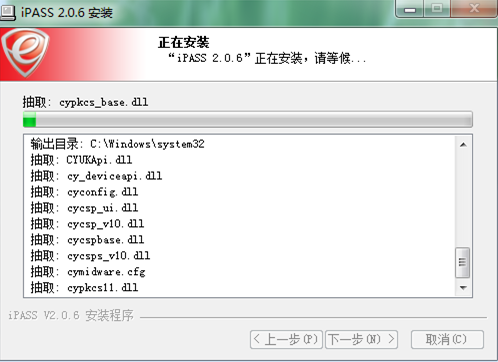 iPASS 2.0.6 安装
正在安装
“iPASS 2.0.6”正在安装，请等候...
抽取: cypkcs_base.dll
输出目录: C:\Windows\system32
抽取: CYUKApi.dll
抽取: cy_deviceapi.dll
抽取: cyconfig.dll
抽取: cycsp_ui.dll
抽取: cycsp_v10.dll
抽取: cycspbase.dll
抽取: cycsps_v10.dll
抽取: cymidware.cfg
抽取: cypkcs11.dll
iPASS V2.0.6 安装程序
< 上一步(P) 下一步(N) > 取消(C)